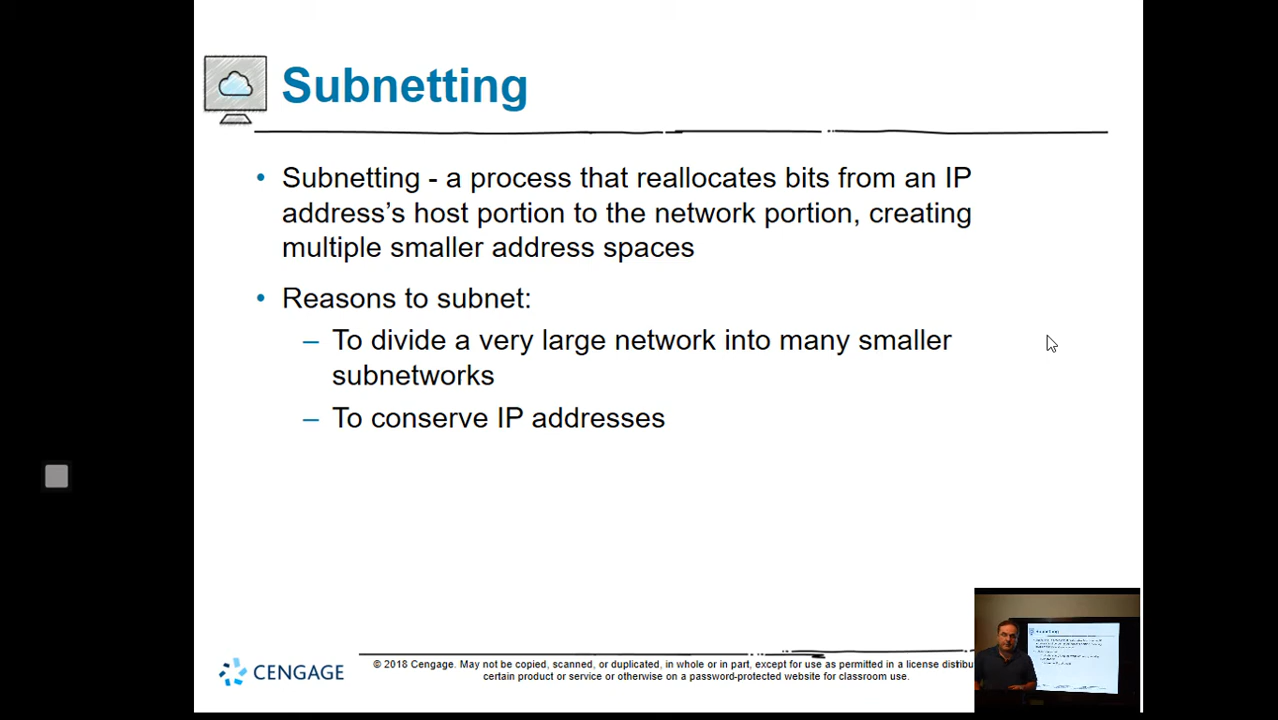 Subnetting
• Subnetting - a process that reallocates bits from an IP
address’s host portion to the network portion, creating
multiple smaller address spaces
• Reasons to subnet:
– To divide a very large network into many smaller
subnetworks
– To conserve IP addresses
CENGAGE
© 2018 Cengage. May not be copied, scanned, or duplicated, in whole or in part, except for use as permitted in a license
certain product or service or otherwise on a password-protected website for classroom use.
Subnetting